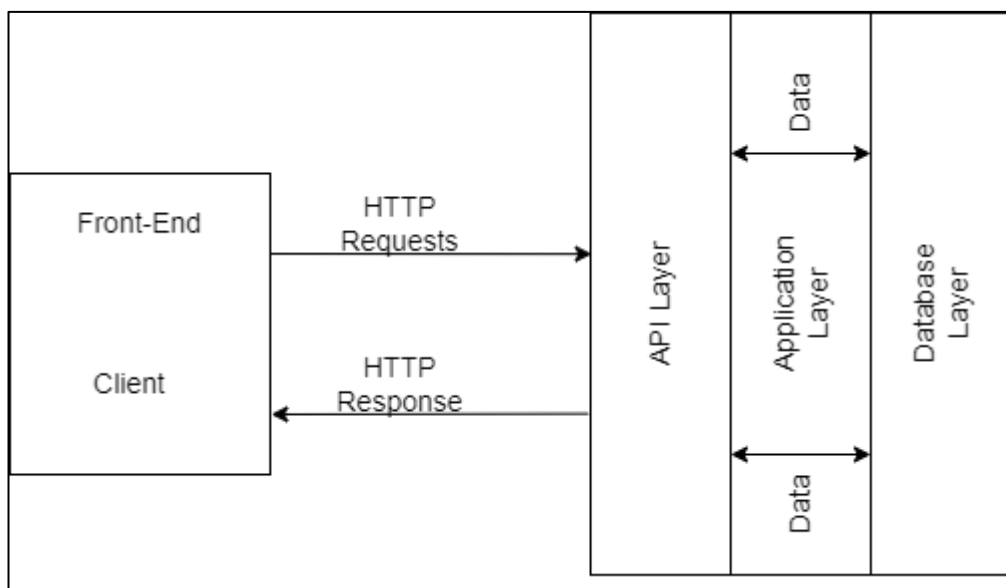 Front-End
Client
HTTP
Requests
HTTP
Response
API Layer
Data
Application
Layer
Data
Database
Layer